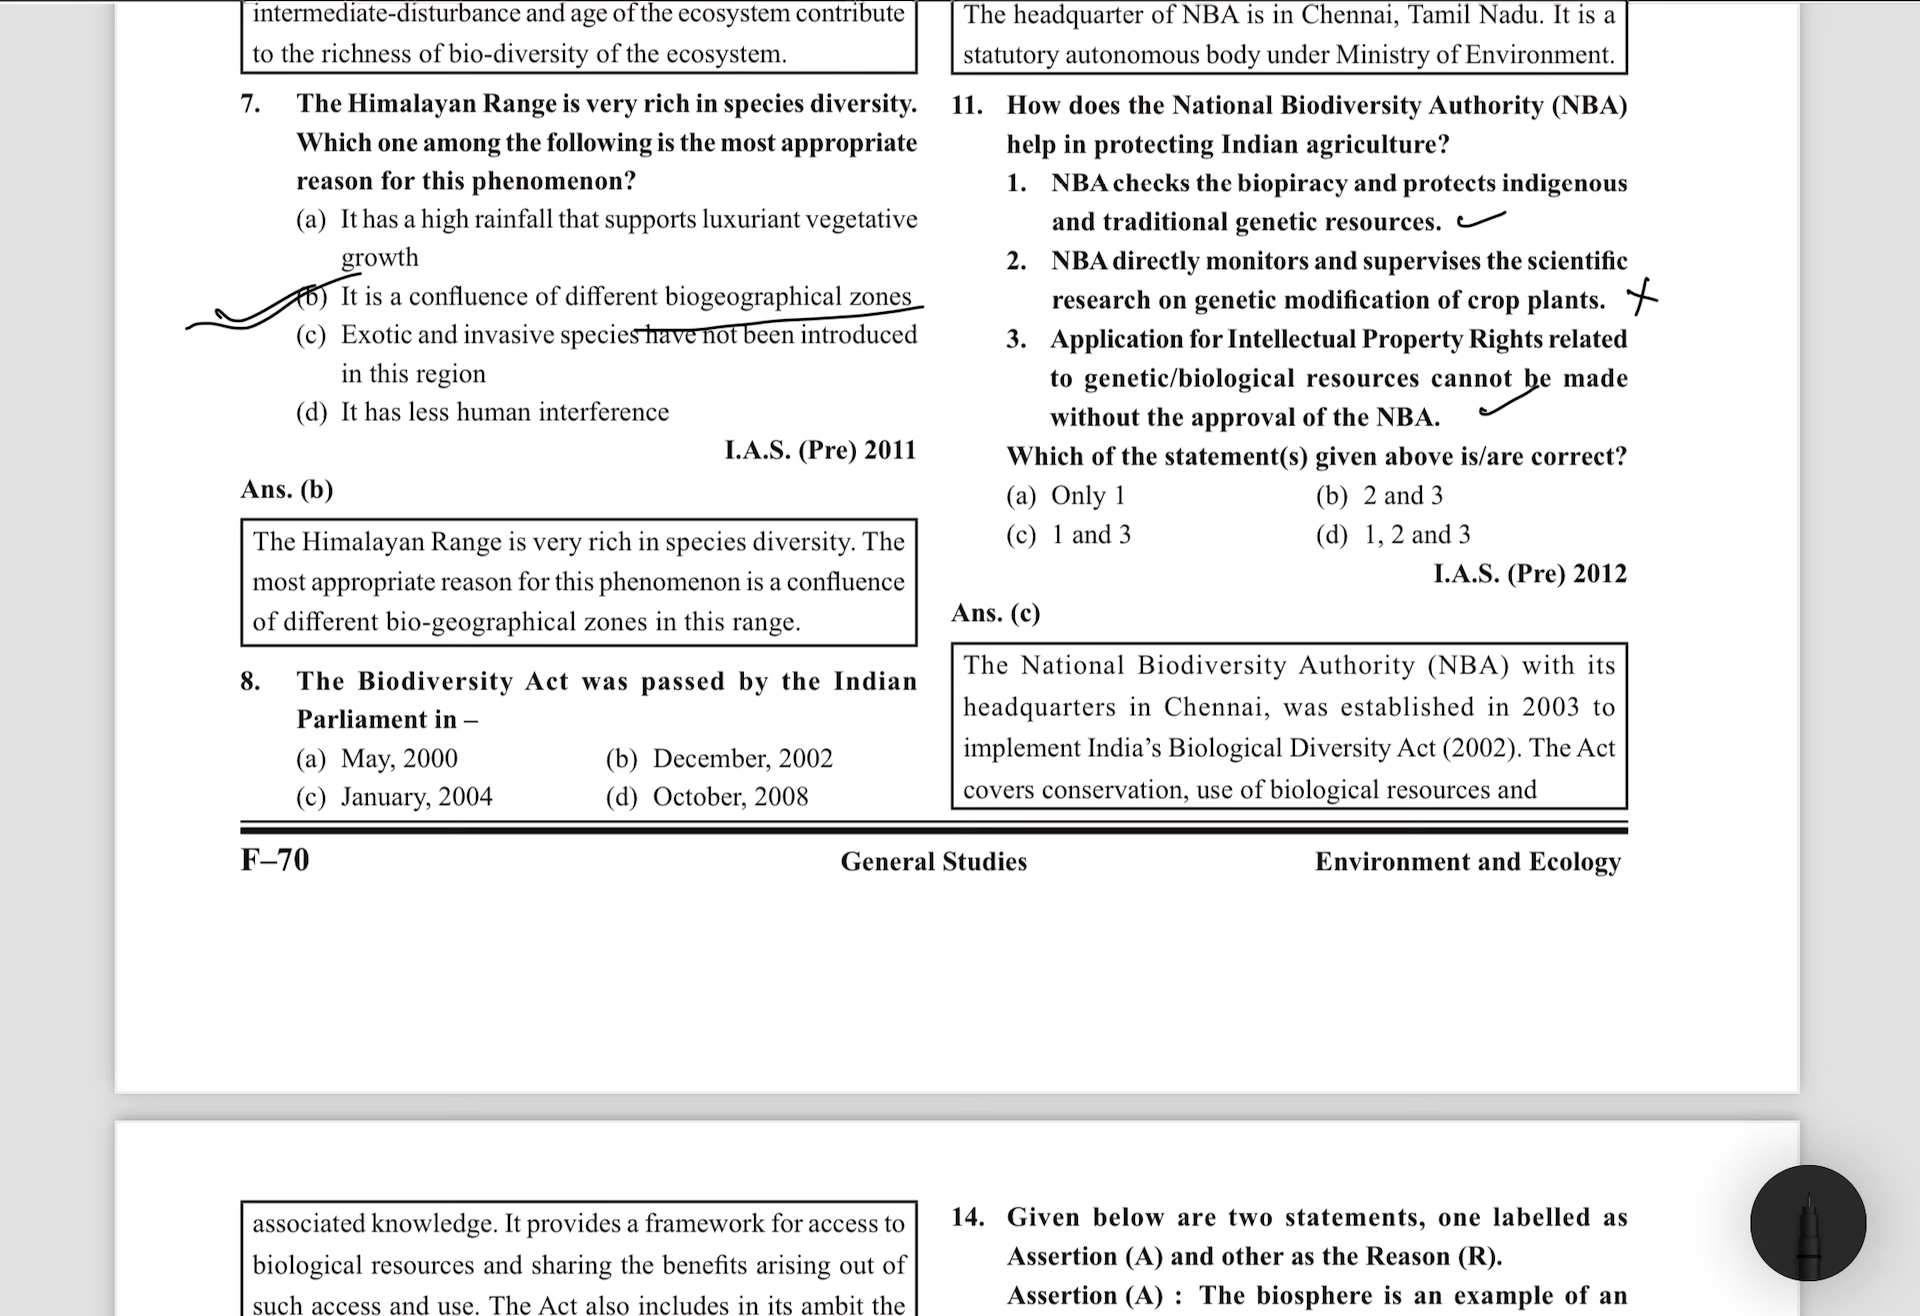 intermediate-disturbance and age of the ecosystem contribute
to the richness of bio-diversity of the ecosystem.
7. The Himalayan Range is very rich in species diversity.
Which one among the following is the most appropriate
reason for this phenomenon?
(a) It has a high rainfall that supports luxuriant vegetative
growth
(b) It is a confluence of different biogeographical zones
(c) Exotic and invasive species have not been introduced
in this region
(d) It has less human interference
I.A.S. (Pre) 2011
Ans. (b)
The Himalayan Range is very rich in species diversity. The
most appropriate reason for this phenomenon is a confluence
of different bio-geographical zones in this range.
8. The Biodiversity Act was passed by the Indian
Parliament in –
(a) May, 2000 (b) December, 2002
(c) January, 2004 (d) October, 2008
The headquarter of NBA is in Chennai, Tamil Nadu. It is a
statutory autonomous body under Ministry of Environment.
11. How does the National Biodiversity Authority (NBA)
help in protecting Indian agriculture?
1. NBA checks the biopiracy and protects indigenous
and traditional genetic resources.
2. NBA directly monitors and supervises the scientific
research on genetic modification of crop plants.
3. Application for Intellectual Property Rights related
to genetic/biological resources cannot be made
without the approval of the NBA.
Which of the statement(s) given above is/are correct?
(a) Only 1 (b) 2 and 3
(c) 1 and 3 (d) 1, 2 and 3
I.A.S. (Pre) 2012
Ans. (c)
The National Biodiversity Authority (NBA) with its
headquarters in Chennai, was established in 2003 to
implement India’s Biological Diversity Act (2002). The Act
covers conservation, use of biological resources and
F–70 General Studies Environment and Ecology
associated knowledge. It provides a framework for access to
biological resources and sharing the benefits arising out of
such access and use. The Act also includes in its ambit the
14. Given below are two statements, one labelled as
Assertion (A) and other as the Reason (R).
Assertion (A) : The biosphere is an example of an